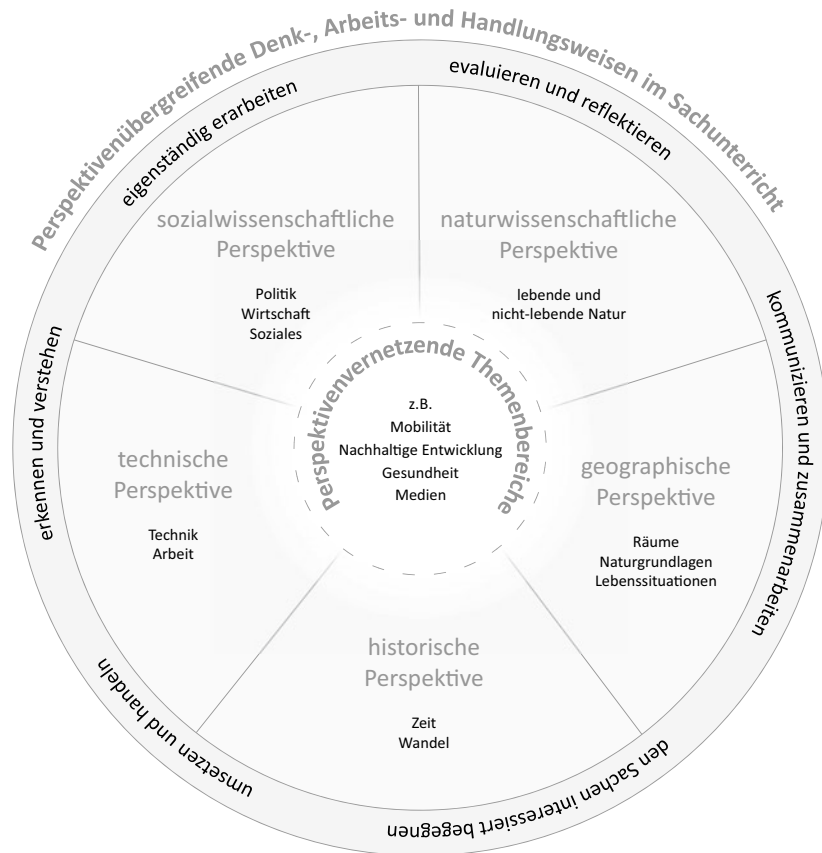 Perspektivenübergreifende Denk-, Arbeits- und Handlungsweisen im Sachunterricht
eigenständig erarbeiten
evaluieren und reflektieren
kommunizieren und zusammenarbeiten
den Sachen interessiert begegnen
umsetzen und handeln
erkennen und verstehen
sozialwissenschaftliche
Perspektive
Politik
Wirtschaft
Soziales
naturwissenschaftliche
Perspektive
lebende und
nicht-lebende Natur
Perspektivenvernetzende Themenbereiche
z.B.
Mobilität
Nachhaltige Entwicklung
Gesundheit
Medien
technische
Perspektive
Technik
Arbeit
geographische
Perspektive
Räume
Naturgrundlagen
Lebenssituationen
historische
Perspektive
Zeit
Wandel